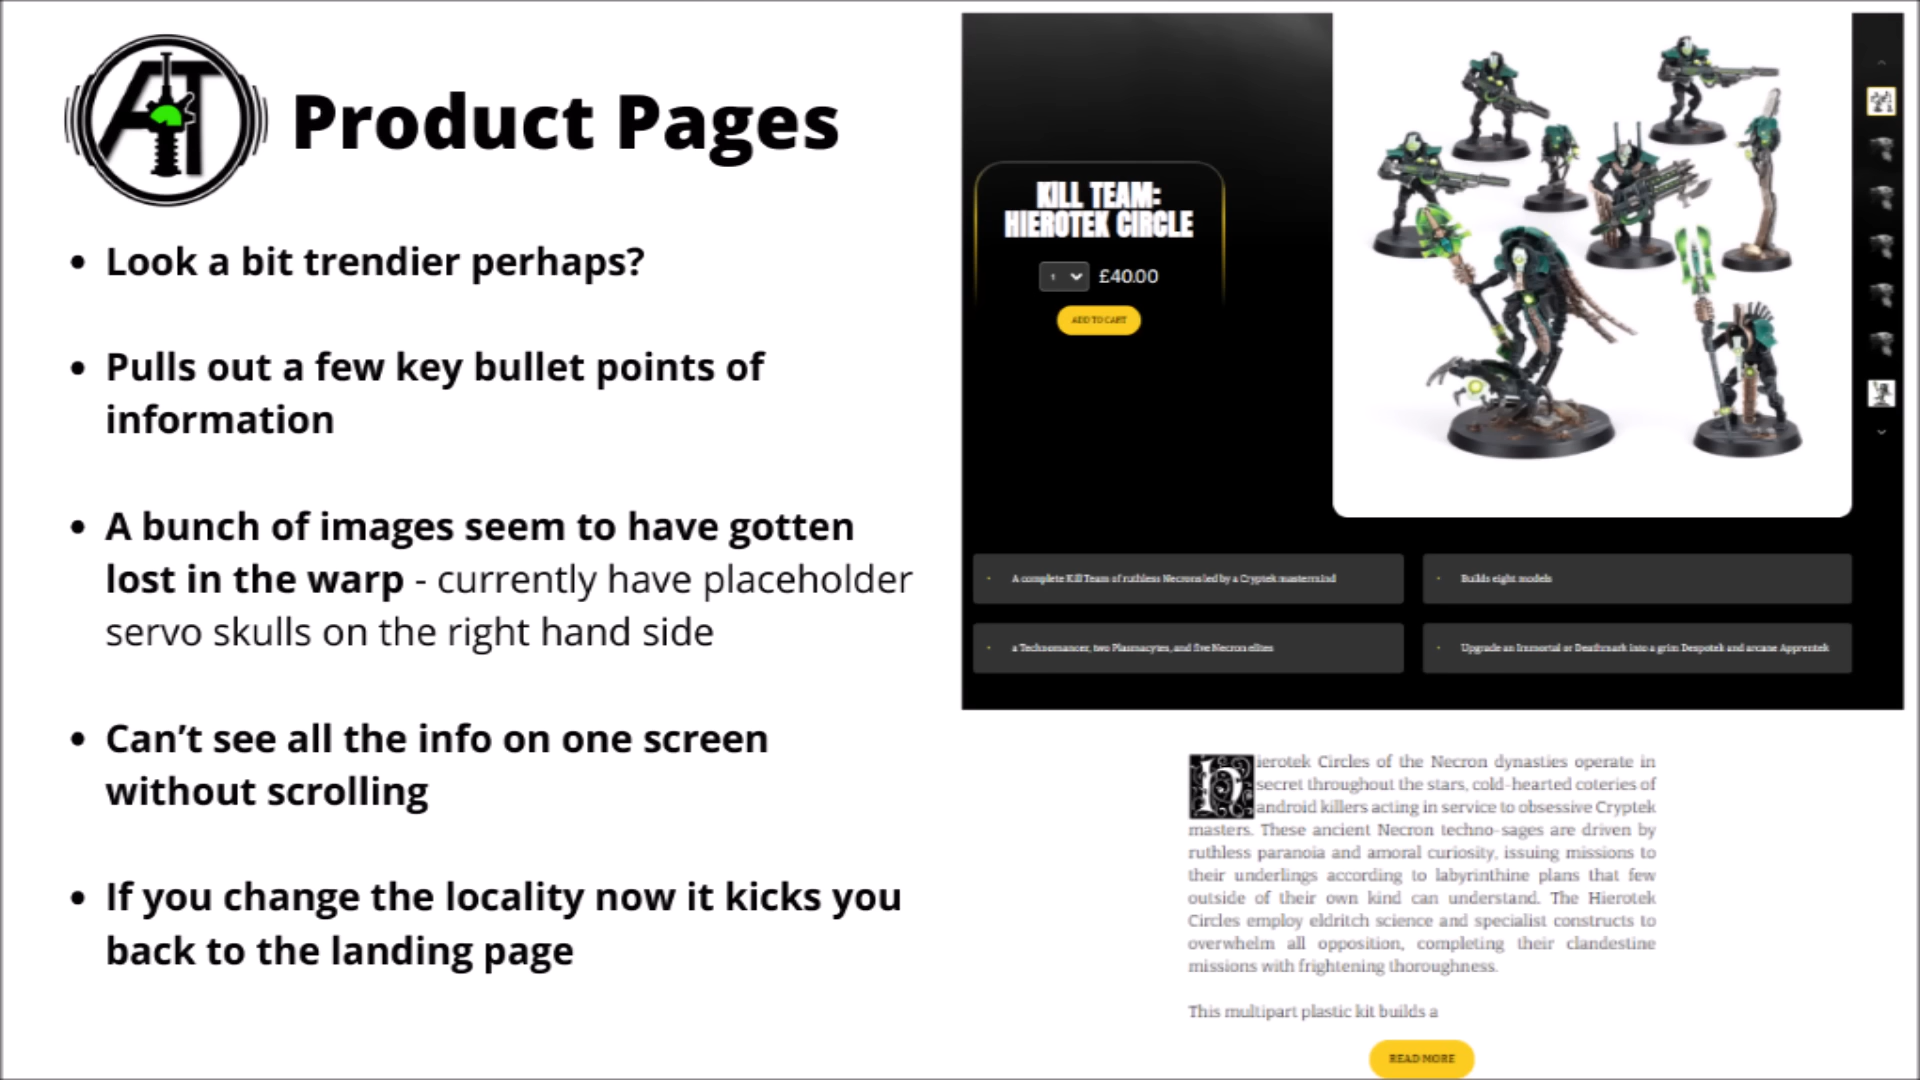 AT
Product Pages
• Look a bit trendier perhaps?
• Pulls out a few key bullet points of
information
• A bunch of images seem to have gotten
lost in the warp - currently have placeholder
servo skulls on the right hand side
• Can’t see all the info on one screen
without scrolling
• If you change the locality now it kicks you
back to the landing page
KILL TEAM:
HIEROTEK CIRCLE
1 £40.00
ADD TO CART
• A complete Kill Team of ruthless Necrons led by a Cryptek mastermind
• Builds eight models
• a Technomancer, two Plasmacytes, and five Necron elites
• Upgrade an Immortal or Deathmark into a grim Despotek and arcane Apprentek
hierotek Circles of the Necron dynasties operate in
secret throughout the stars, cold-hearted coteries of
android killers acting in service to obsessive Cryptek
masters. These ancient Necron techno-sages are driven by
ruthless paranoia and amoral curiosity, issuing missions to
their underlings according to labyrinthine plans that few
outside of their own kind can understand. The Hierotek
Circles employ eldritch science and specialist constructs to
overwhelm all opposition, completing their clandestine
missions with frightening thoroughness.
This multipart plastic kit builds a
READ MORE